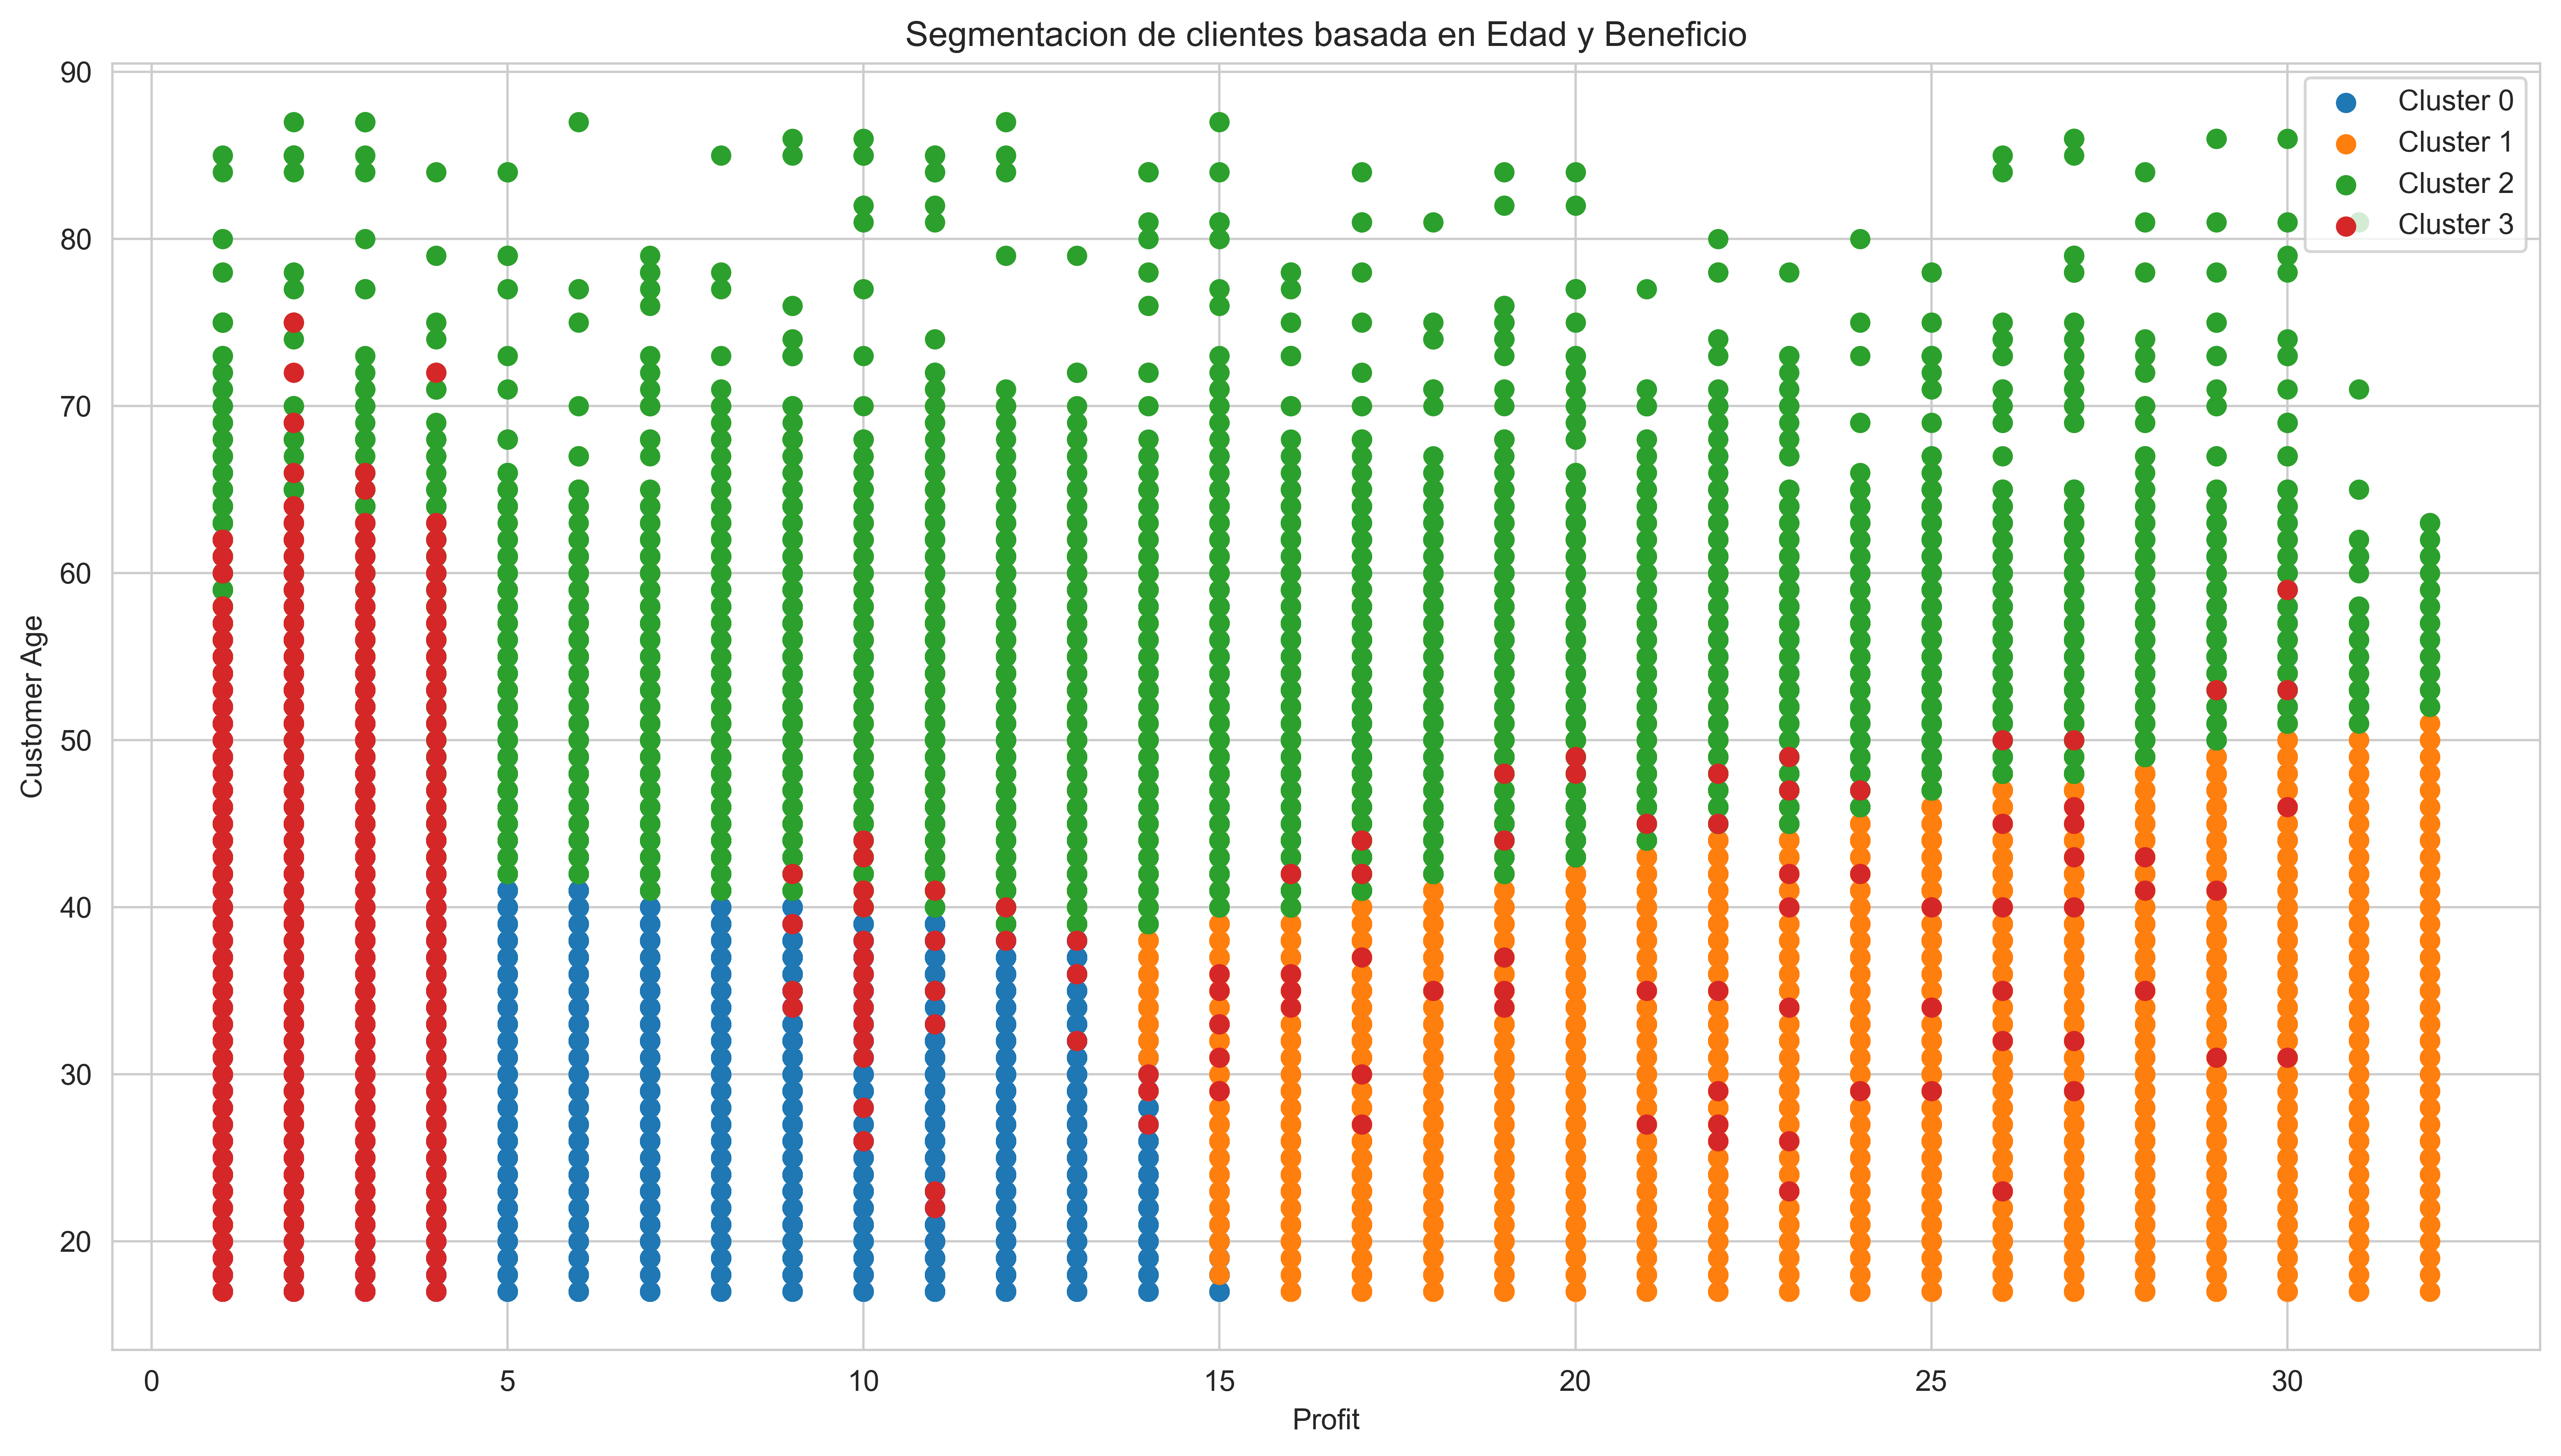 Segmentacion de clientes basada en Edad y Beneficio
90
80
70
60
50
40
30
20
Customer Age
Cluster 0
Cluster 1
Cluster 2
Cluster 3
0 5 10 15 20 25 30
Profit